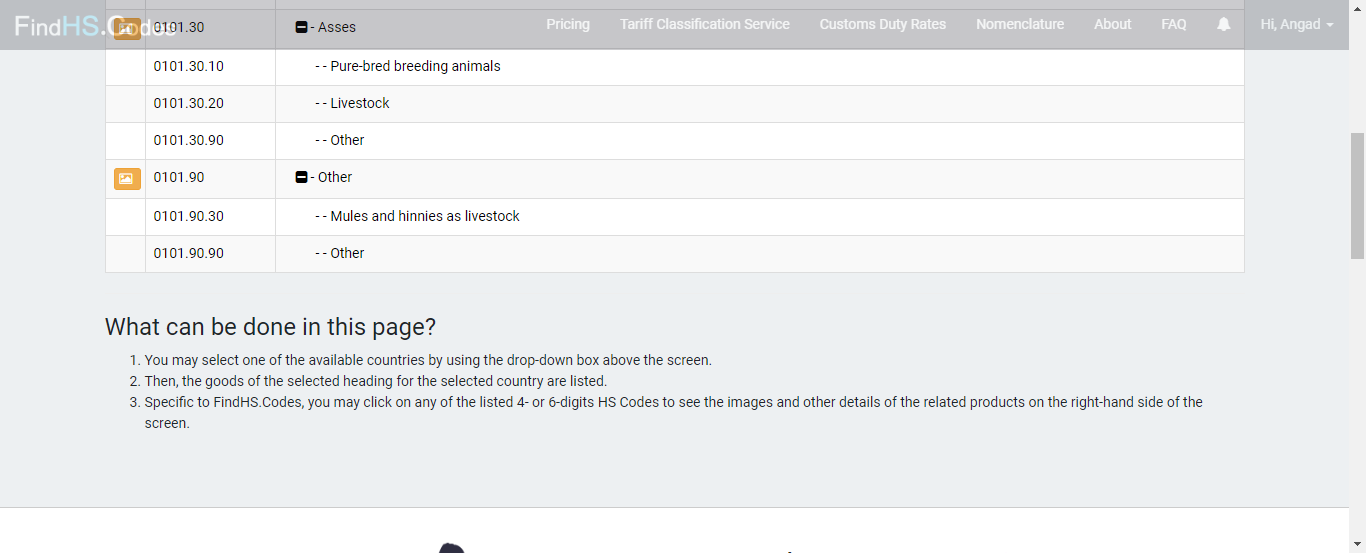 FindHS.Codes
Pricing Tariff Classification Service Customs Duty Rates Nomenclature About FAQ Hi, Angad
0101.30 - Asses
0101.30.10 - - Pure-bred breeding animals
0101.30.20 - - Livestock
0101.30.90 - - Other
0101.90 - Other
0101.90.30 - - Mules and hinnies as livestock
0101.90.90 - - Other
What can be done in this page?
1. You may select one of the available countries by using the drop-down box above the screen.
2. Then, the goods of the selected heading for the selected country are listed.
3. Specific to FindHS.Codes, you may click on any of the listed 4- or 6-digits HS Codes to see the images and other details of the related products on the right-hand side of the
screen.